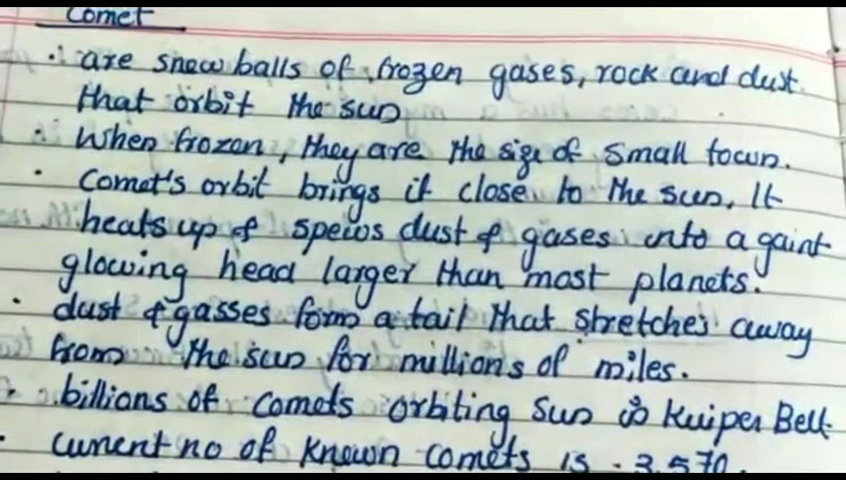 Comet
· are snow balls of frozen gases, rock and dust
that orbit the sun
· When frozen, they are the size of small town.
· Comet's orbit brings it close to the sun. It
heats up & spews dust & gases into a gaint
glowing head larger than most planets.
· dust & gasses form a tail that stretches away
from the sun for millions of miles.
· billions of comets orbiting Sun in Kuiper Belt
· current no of known comets is . 3,570.